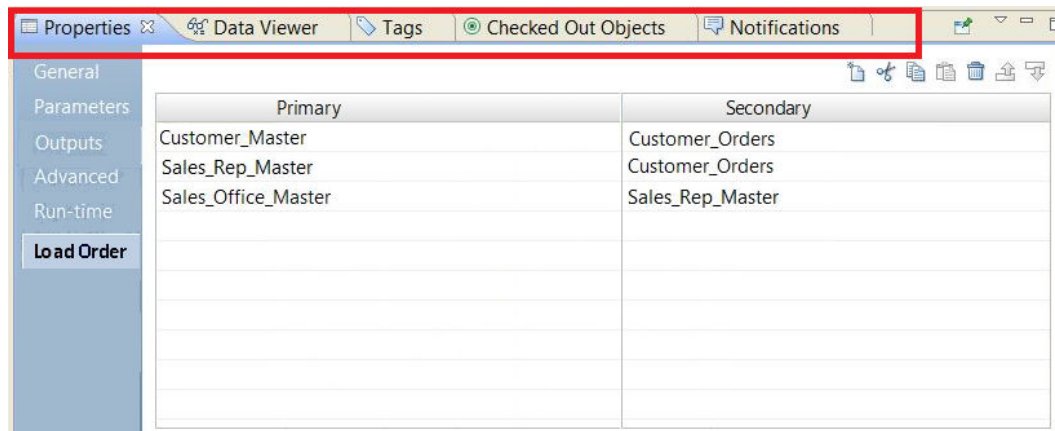 Properties Data Viewer Tags Checked Out Objects Notifications
General
Parameters
Outputs
Advanced
Run-time
Load Order
Primary Secondary
Customer_Master Customer_Orders
Sales_Rep_Master Customer_Orders
Sales_Office_Master Sales_Rep_Master